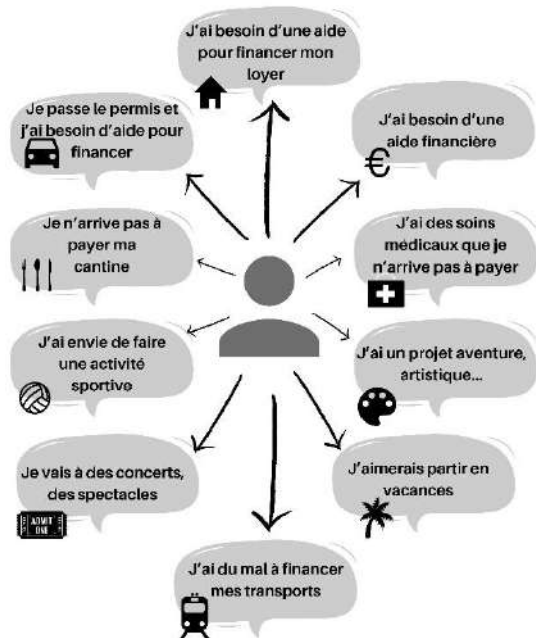 J'ai besoin d'une aide
pour financer mon
loyer
Je passe le permis et
j'ai besoin d'aide pour
financer
J'ai besoin d'une
aide financière
€
Je n'arrive pas à
payer ma
cantine
J'ai des soins
médicaux que je
n'arrive pas à payer
J'ai envie de faire
une activité
sportive
J'ai un projet aventure,
artistique...
Je vais à des concerts,
des spectacles
ADMIT
ONE
J'aimerais partir en
vacances
J'ai du mal à financer
mes transports